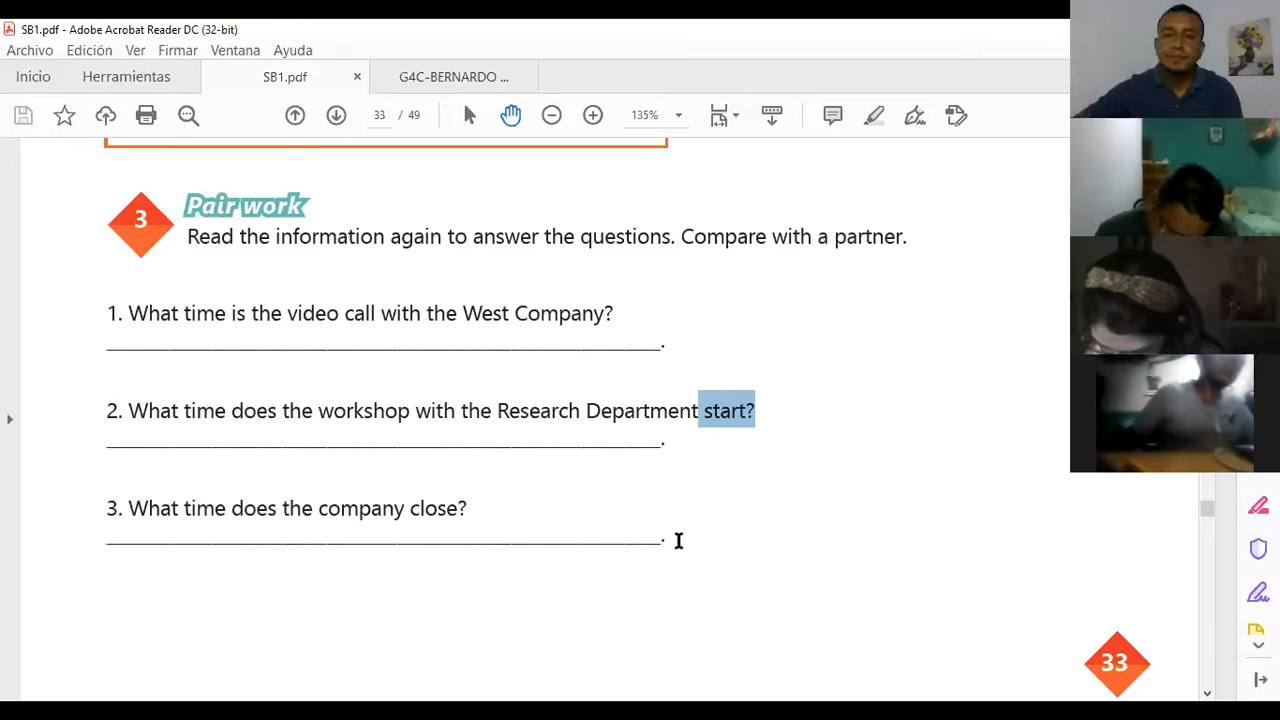 SB1.pdf - Adobe Acrobat Reader DC (32-bit)
Archivo Edición Ver Firmar Ventana Ayuda
Inicio Herramientas SB1.pdf × G4C-BERNARDO ...
33 / 49 135%
3 Pair work
Read the information again to answer the questions. Compare with a partner.
1. What time is the video call with the West Company?
2. What time does the workshop with the Research Department start?
3. What time does the company close?
33